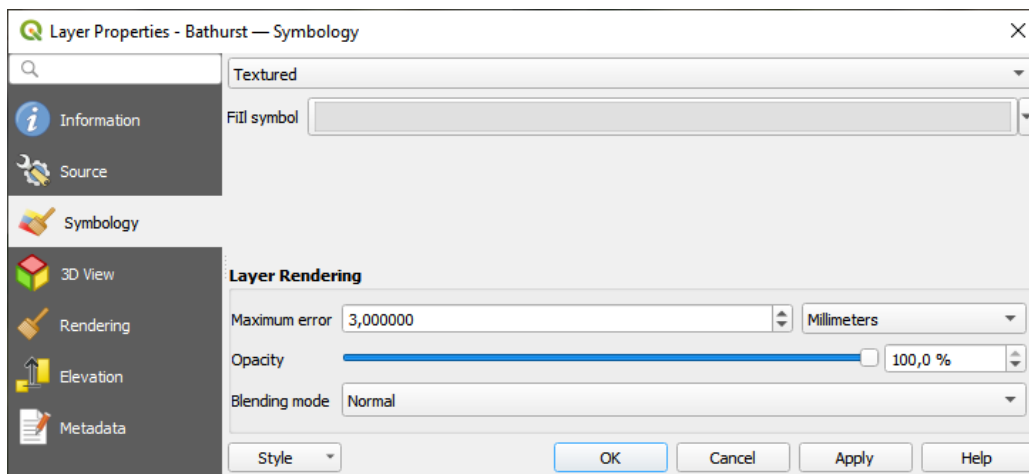 Layer Properties - Bathurst — Symbology
Information
Source
Symbology
3D View
Rendering
Elevation
Metadata
Textured
Fill symbol
Layer Rendering
Maximum error 3,000000 Millimeters
Opacity 100,0 %
Blending mode Normal
Style OK Cancel Apply Help